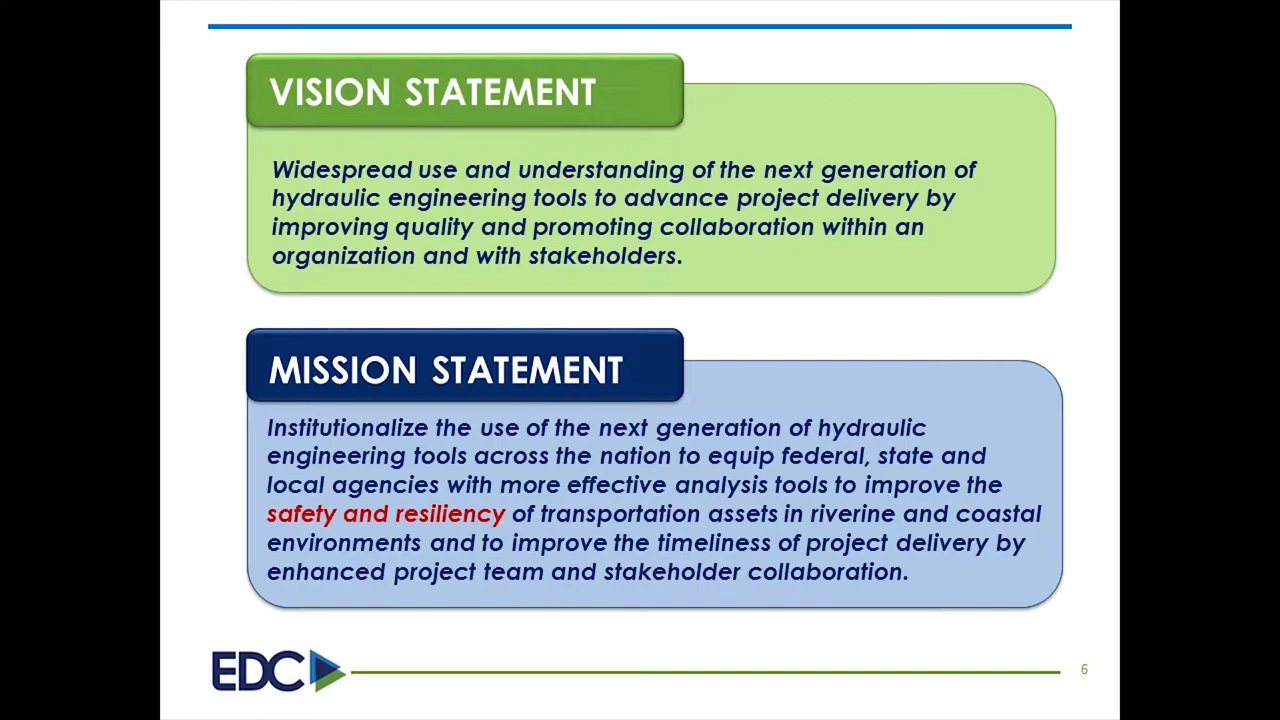 VISION STATEMENT
Widespread use and understanding of the next generation of
hydraulic engineering tools to advance project delivery by
improving quality and promoting collaboration within an
organization and with stakeholders.
MISSION STATEMENT
Institutionalize the use of the next generation of hydraulic
engineering tools across the nation to equip federal, state and
local agencies with more effective analysis tools to improve the
safety and resiliency of transportation assets in riverine and coastal
environments and to improve the timeliness of project delivery by
enhanced project team and stakeholder collaboration.
EDC
6